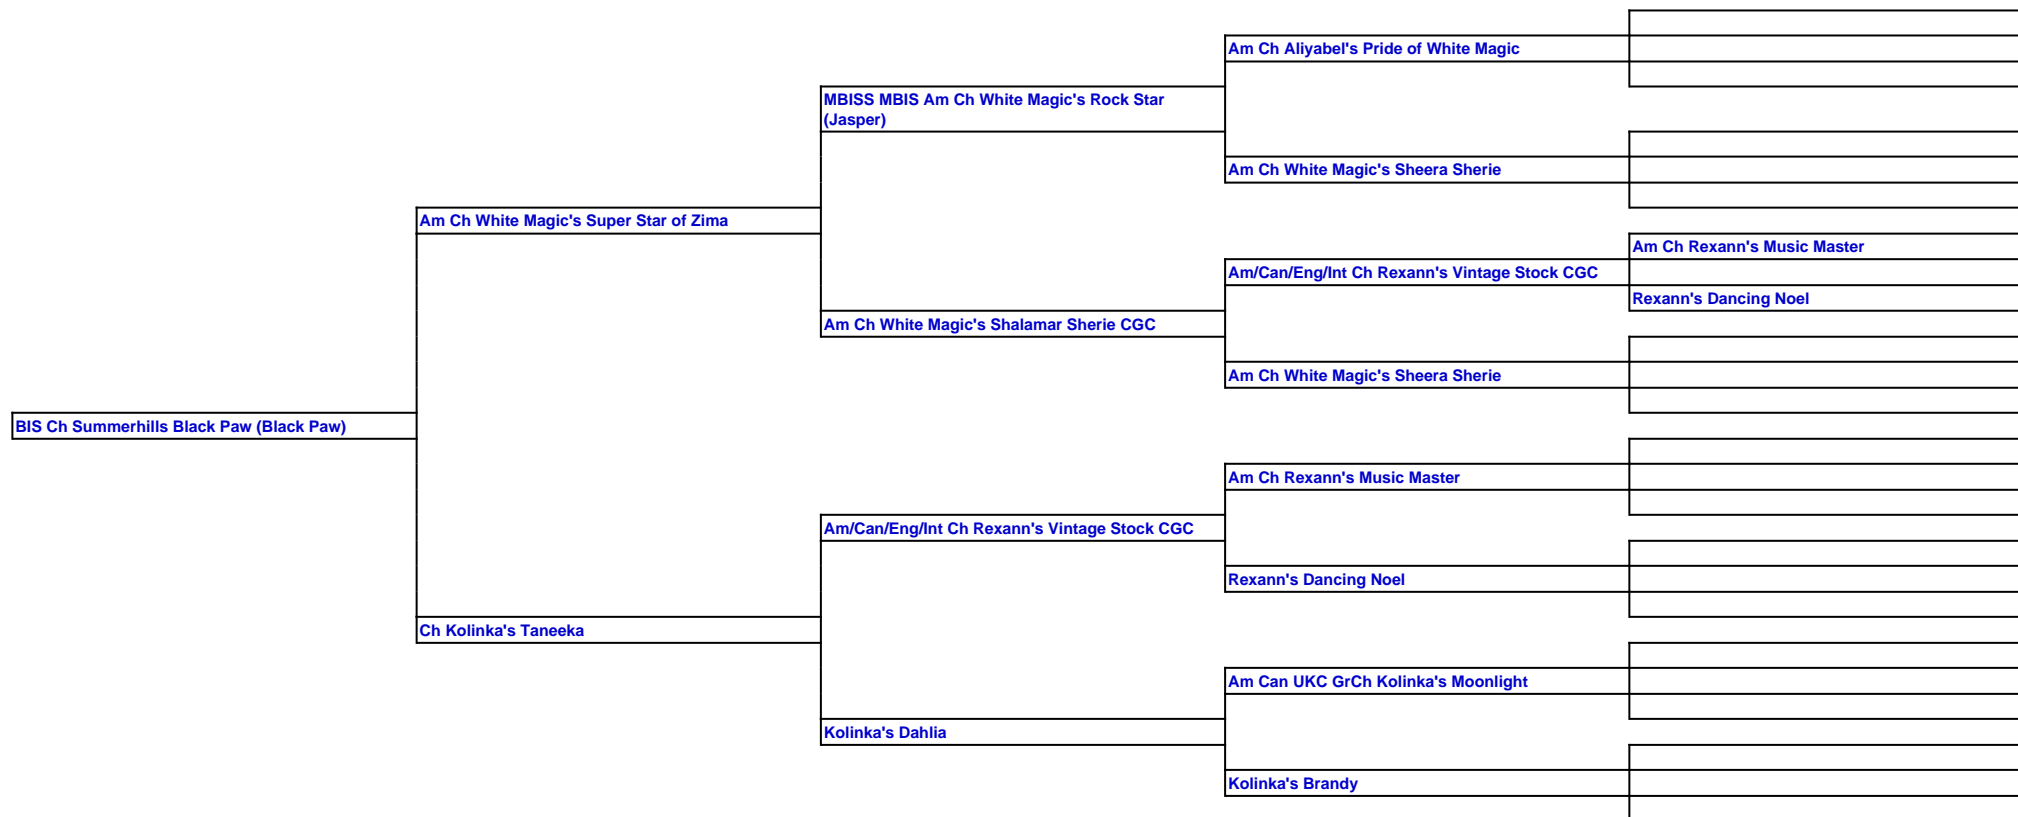 Am Ch Aliyabel's Pride of White Magic
MBISS MBIS Am Ch White Magic's Rock Star
(Jasper)
Am Ch White Magic's Sheera Sherie
Am Ch White Magic's Super Star of Zima
Am Ch Rexann's Music Master
Am/Can/Eng/Int Ch Rexann's Vintage Stock CGC
Rexann's Dancing Noel
Am Ch White Magic's Shalamar Sherie CGC
Am Ch White Magic's Sheera Sherie
BIS Ch Summerhills Black Paw (Black Paw)
Am Ch Rexann's Music Master
Am/Can/Eng/Int Ch Rexann's Vintage Stock CGC
Rexann's Dancing Noel
Ch Kolinka's Taneeka
Am Can UKC GrCh Kolinka's Moonlight
Kolinka's Dahlia
Kolinka's Brandy